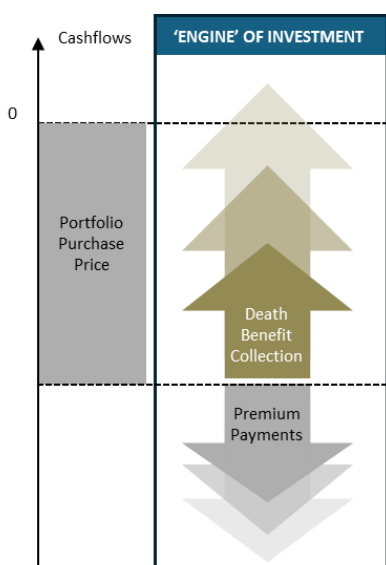 Cashflows
‘ENGINE’ OF INVESTMENT
0
Portfolio
Purchase
Price
Death
Benefit
Collection
Premium
Payments